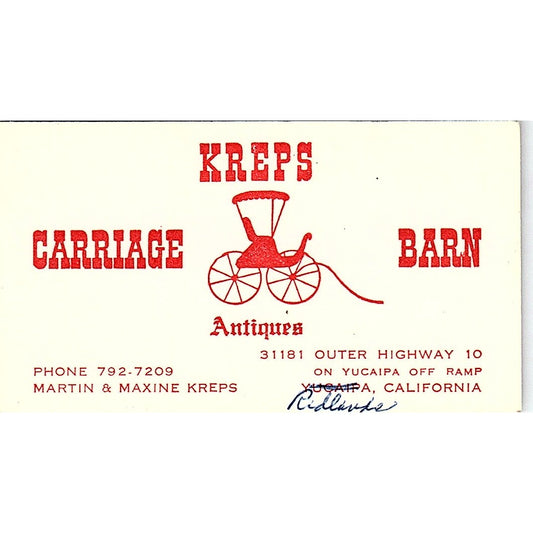 KREPS
CARRIAGE BARN
Antiques
31181 OUTER HIGHWAY 10
PHONE 792-7209 ON YUCAIPA OFF RAMP
MARTIN & MAXINE KREPS YUCAIPA, CALIFORNIA
Redlands